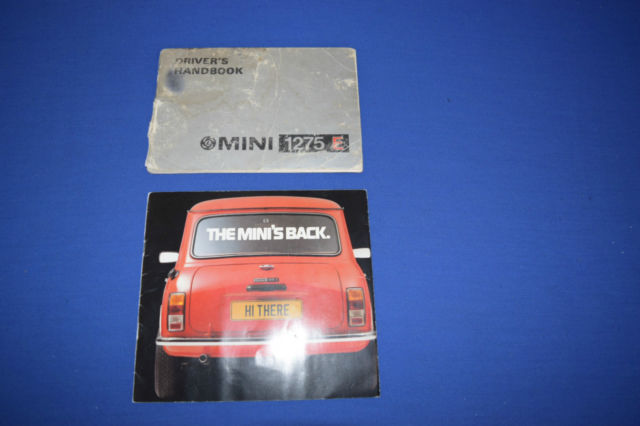 DRIVER'S
HANDBOOK
MINI 1275 E
THE MINI'S BACK.
HI THERE